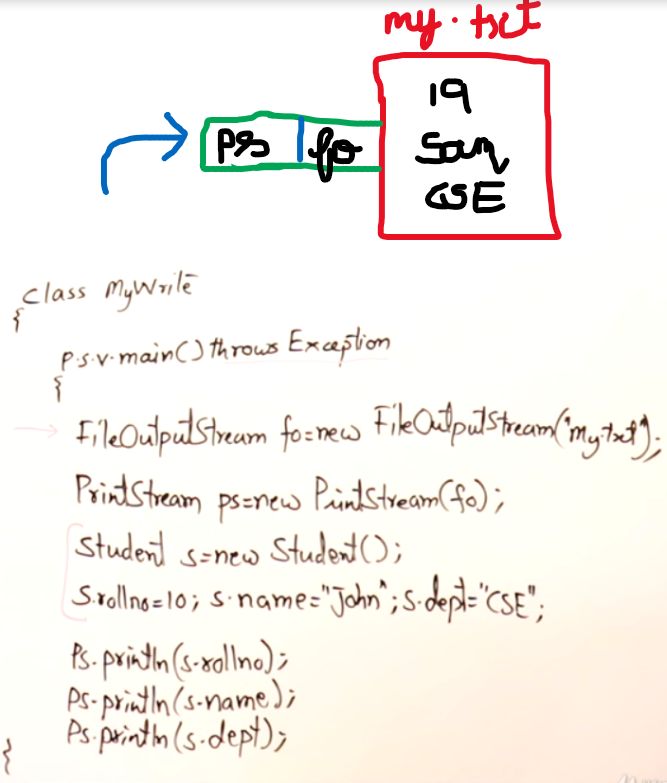 my.txt
ps fo
19
Sam
CSE
class MyWrite
{
p.s.v.main() throws Exception
{
FileOutputStream fo=new FileOutputStream("my.txt");
PrintStream ps=new PrintStream(fo);
Student s=new Student();
S.rollno=10; s.name="John"; s.dept="CSE";
Ps.println(s.rollno);
Ps.println(s.name);
Ps.println(s.dept);
}